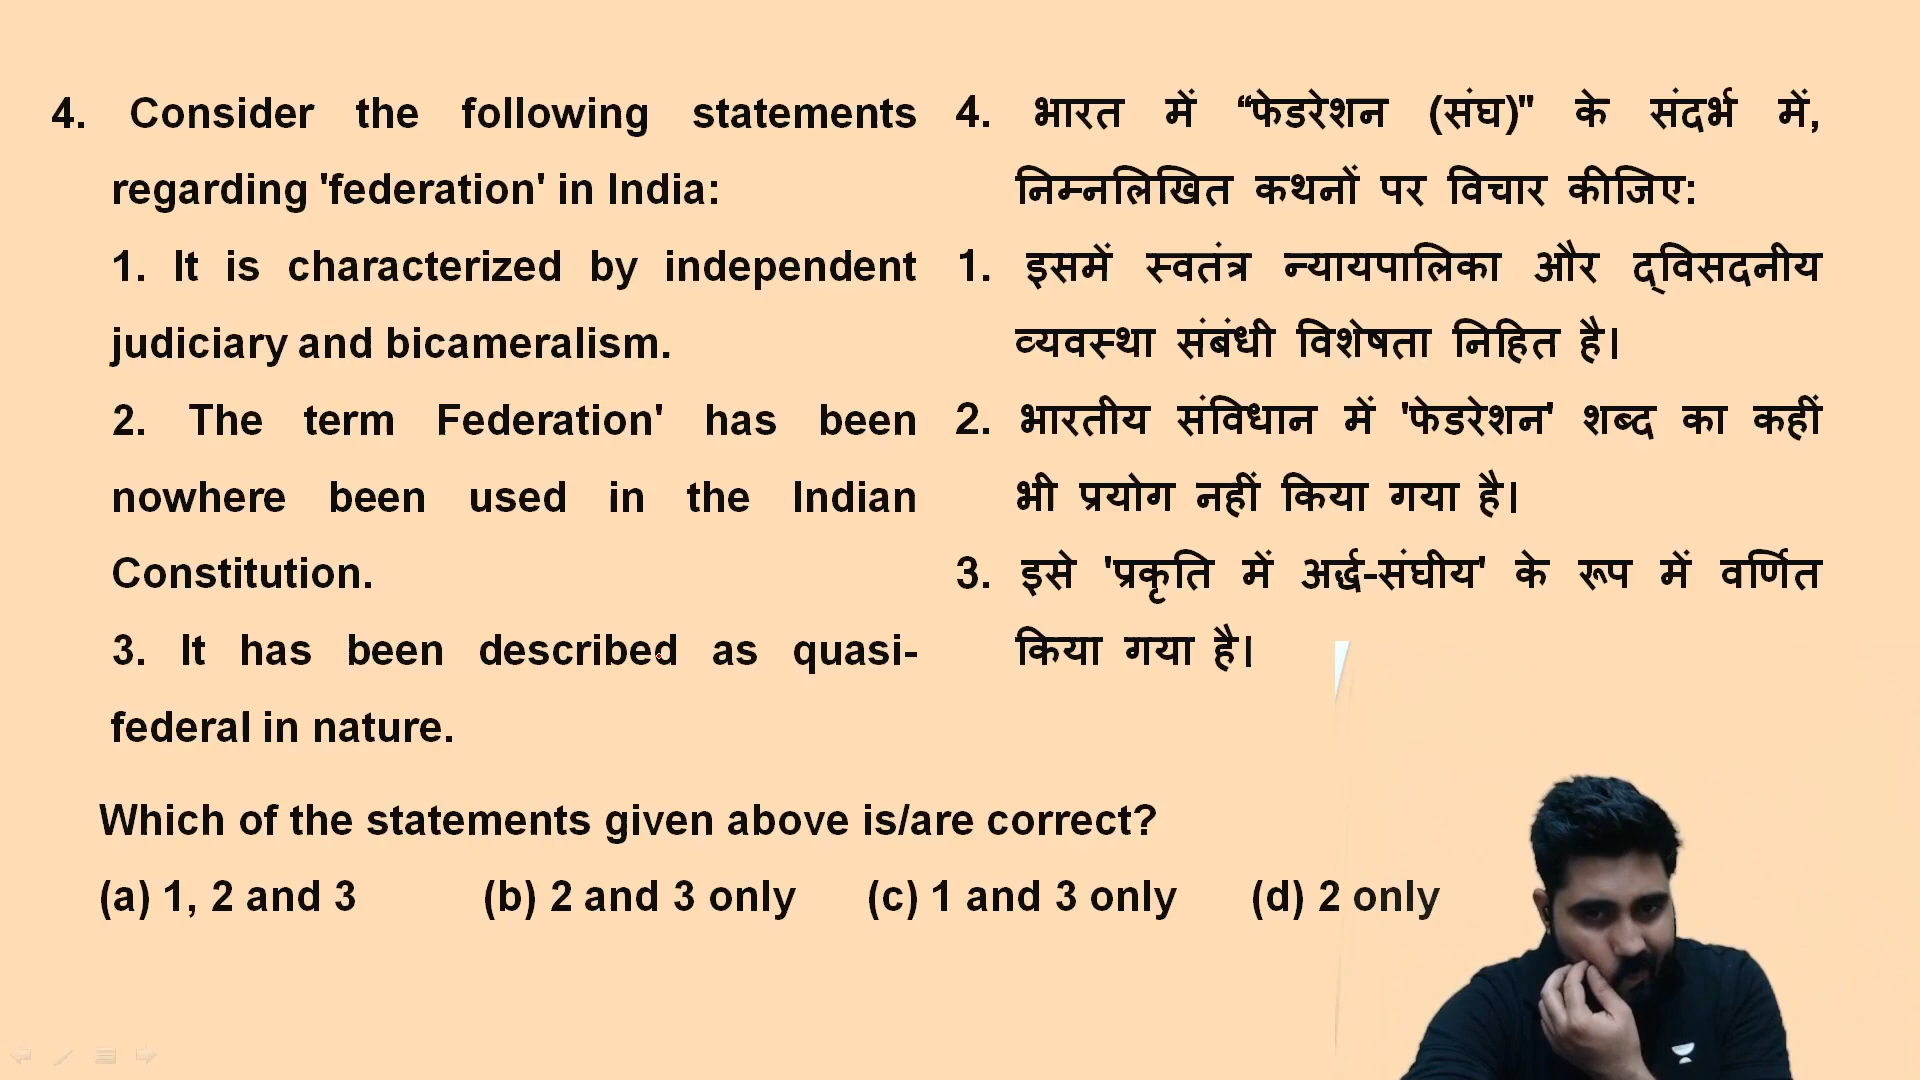 4. Consider the following statements
regarding 'federation' in India:
1. It is characterized by independent
judiciary and bicameralism.
2. The term Federation' has been
nowhere been used in the Indian
Constitution.
3. It has been described as quasi-
federal in nature.
Which of the statements given above is/are correct?
(a) 1, 2 and 3 (b) 2 and 3 only (c) 1 and 3 only (d) 2 only
4. भारत में “फेडरेशन (संघ)" के संदर्भ में,
निम्नलिखित कथनों पर विचार कीजिए:
1. इसमें स्वतंत्र न्यायपालिका और द्विसदनीय
व्यवस्था संबंधी विशेषता निहित है।
2. भारतीय संविधान में 'फेडरेशन' शब्द का कहीं
भी प्रयोग नहीं किया गया है।
3. इसे 'प्रकृति में अर्द्ध-संघीय' के रूप में वर्णित
किया गया है।